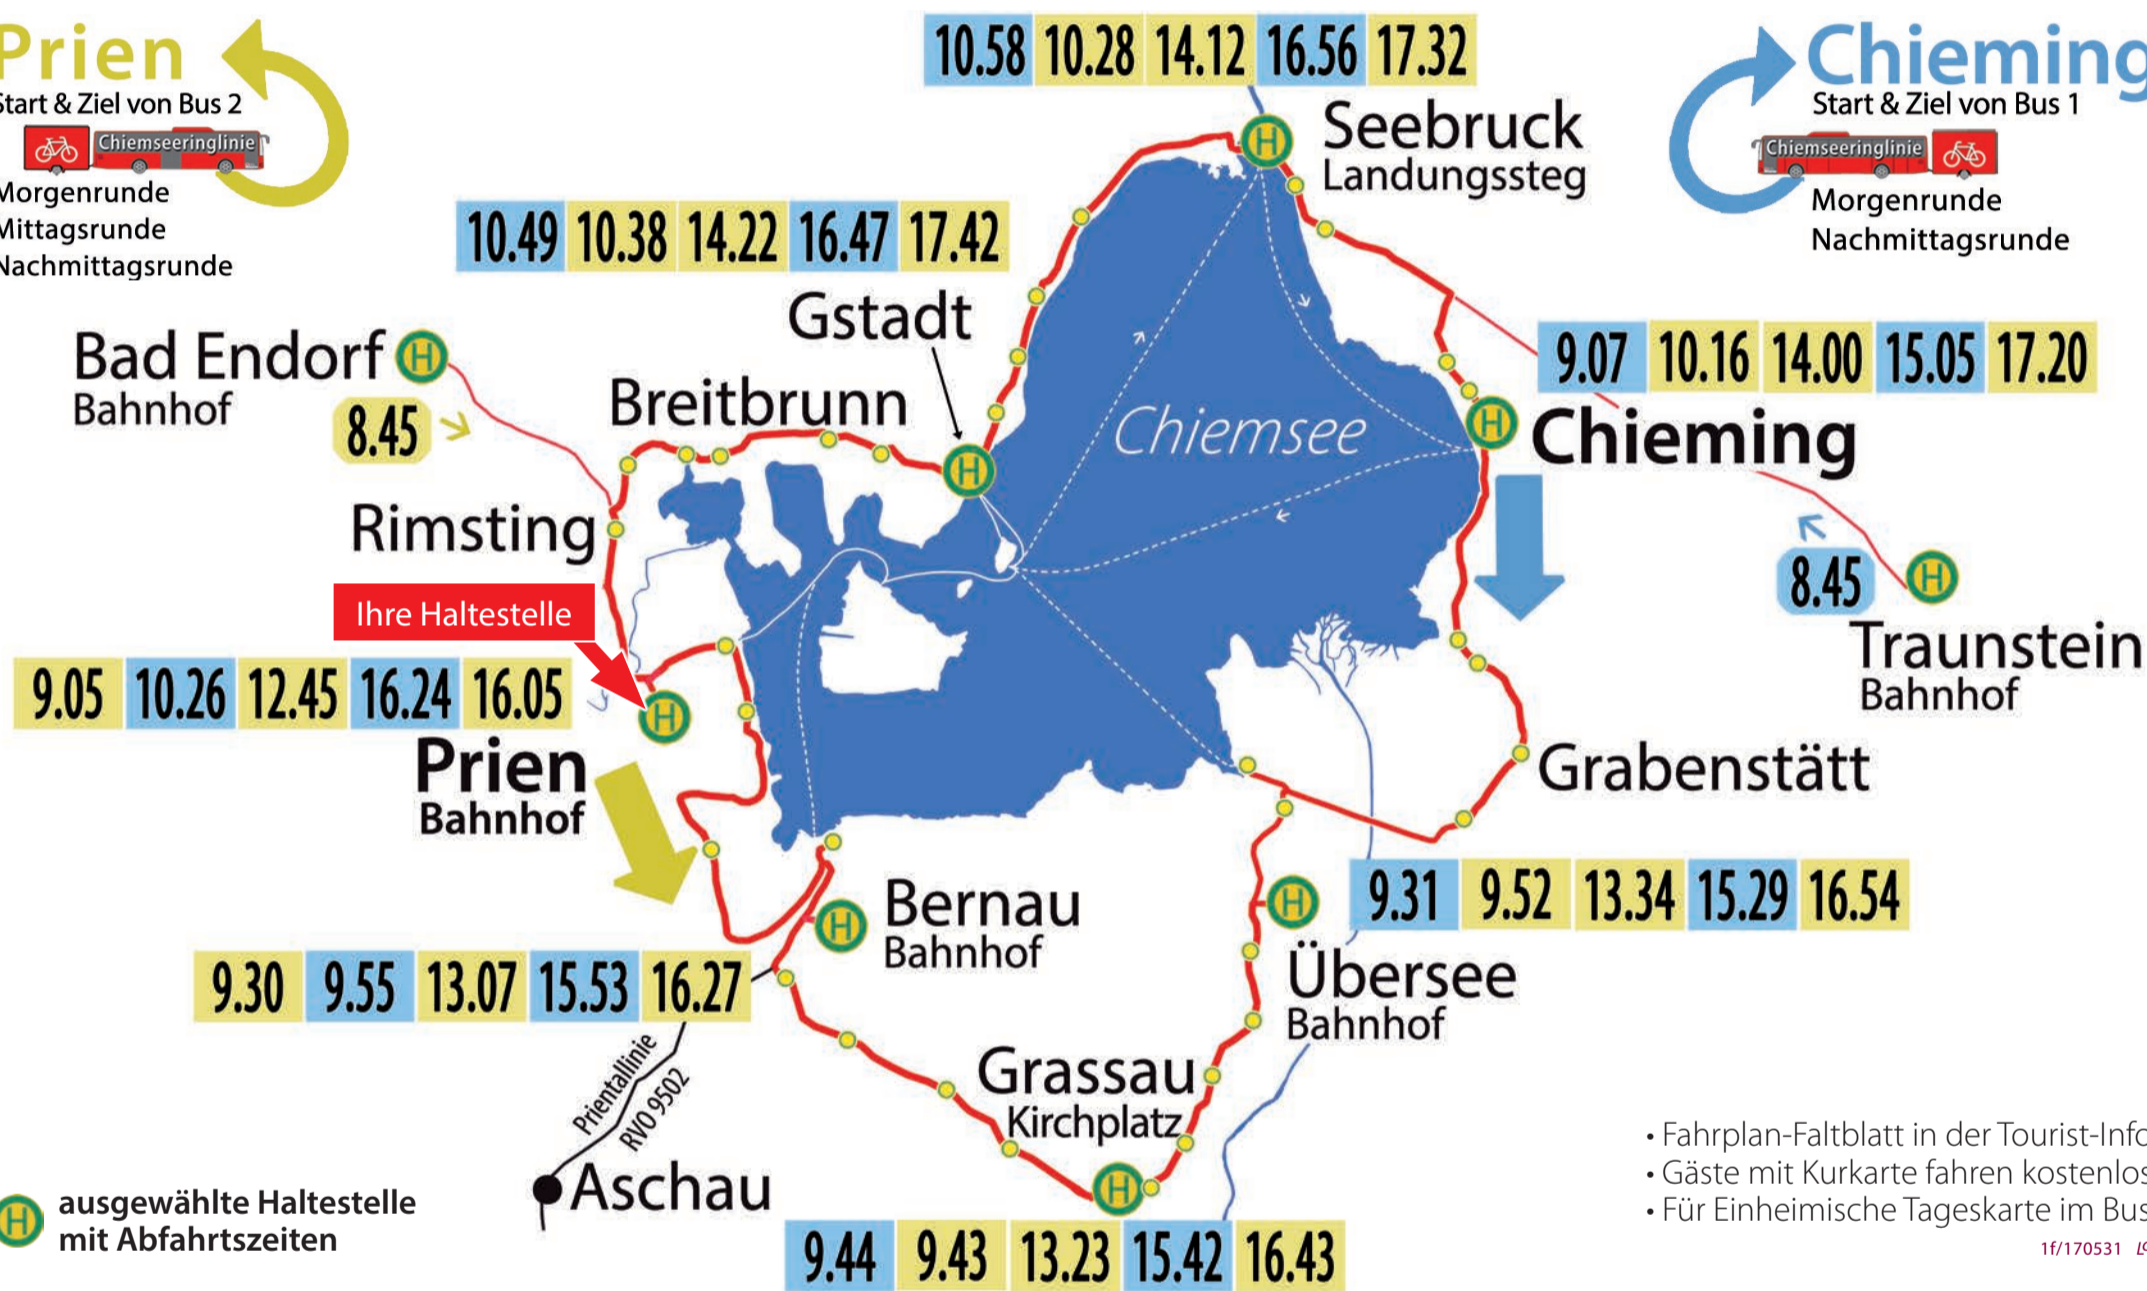 10.58 10.28 14.12 16.56 17.32
Prien
Start & Ziel von Bus 2
Chiemseeringlinie
Morgenrunde
Mittagsrunde
Nachmittagsrunde
Chieming
Start & Ziel von Bus 1
Chiemseeringlinie
Morgenrunde
Nachmittagsrunde
Seebruck
Landungssteg
10.49 10.38 14.22 16.47 17.42
Gstadt
Bad Endorf
Bahnhof
8.45
Breitbrunn
Chiemsee
9.07 10.16 14.00 15.05 17.20
Chieming
Rimsting
8.45
Traunstein
Bahnhof
Ihre Haltestelle
9.05 10.26 12.45 16.24 16.05
Prien
Bahnhof
Grabenstätt
9.31 9.52 13.34 15.29 16.54
Übersee
Bahnhof
Bernau
Bahnhof
9.30 9.55 13.07 15.53 16.27
Prientallinie
RVO 9502
Aschau
Grassau
Kirchplatz
9.44 9.43 13.23 15.42 16.43
H ausgewählte Haltestelle
mit Abfahrtszeiten
• Fahrplan-Faltblatt in der Tourist-Info
• Gäste mit Kurkarte fahren kostenlos
• Für Einheimische Tageskarte im Bus
1f/170531